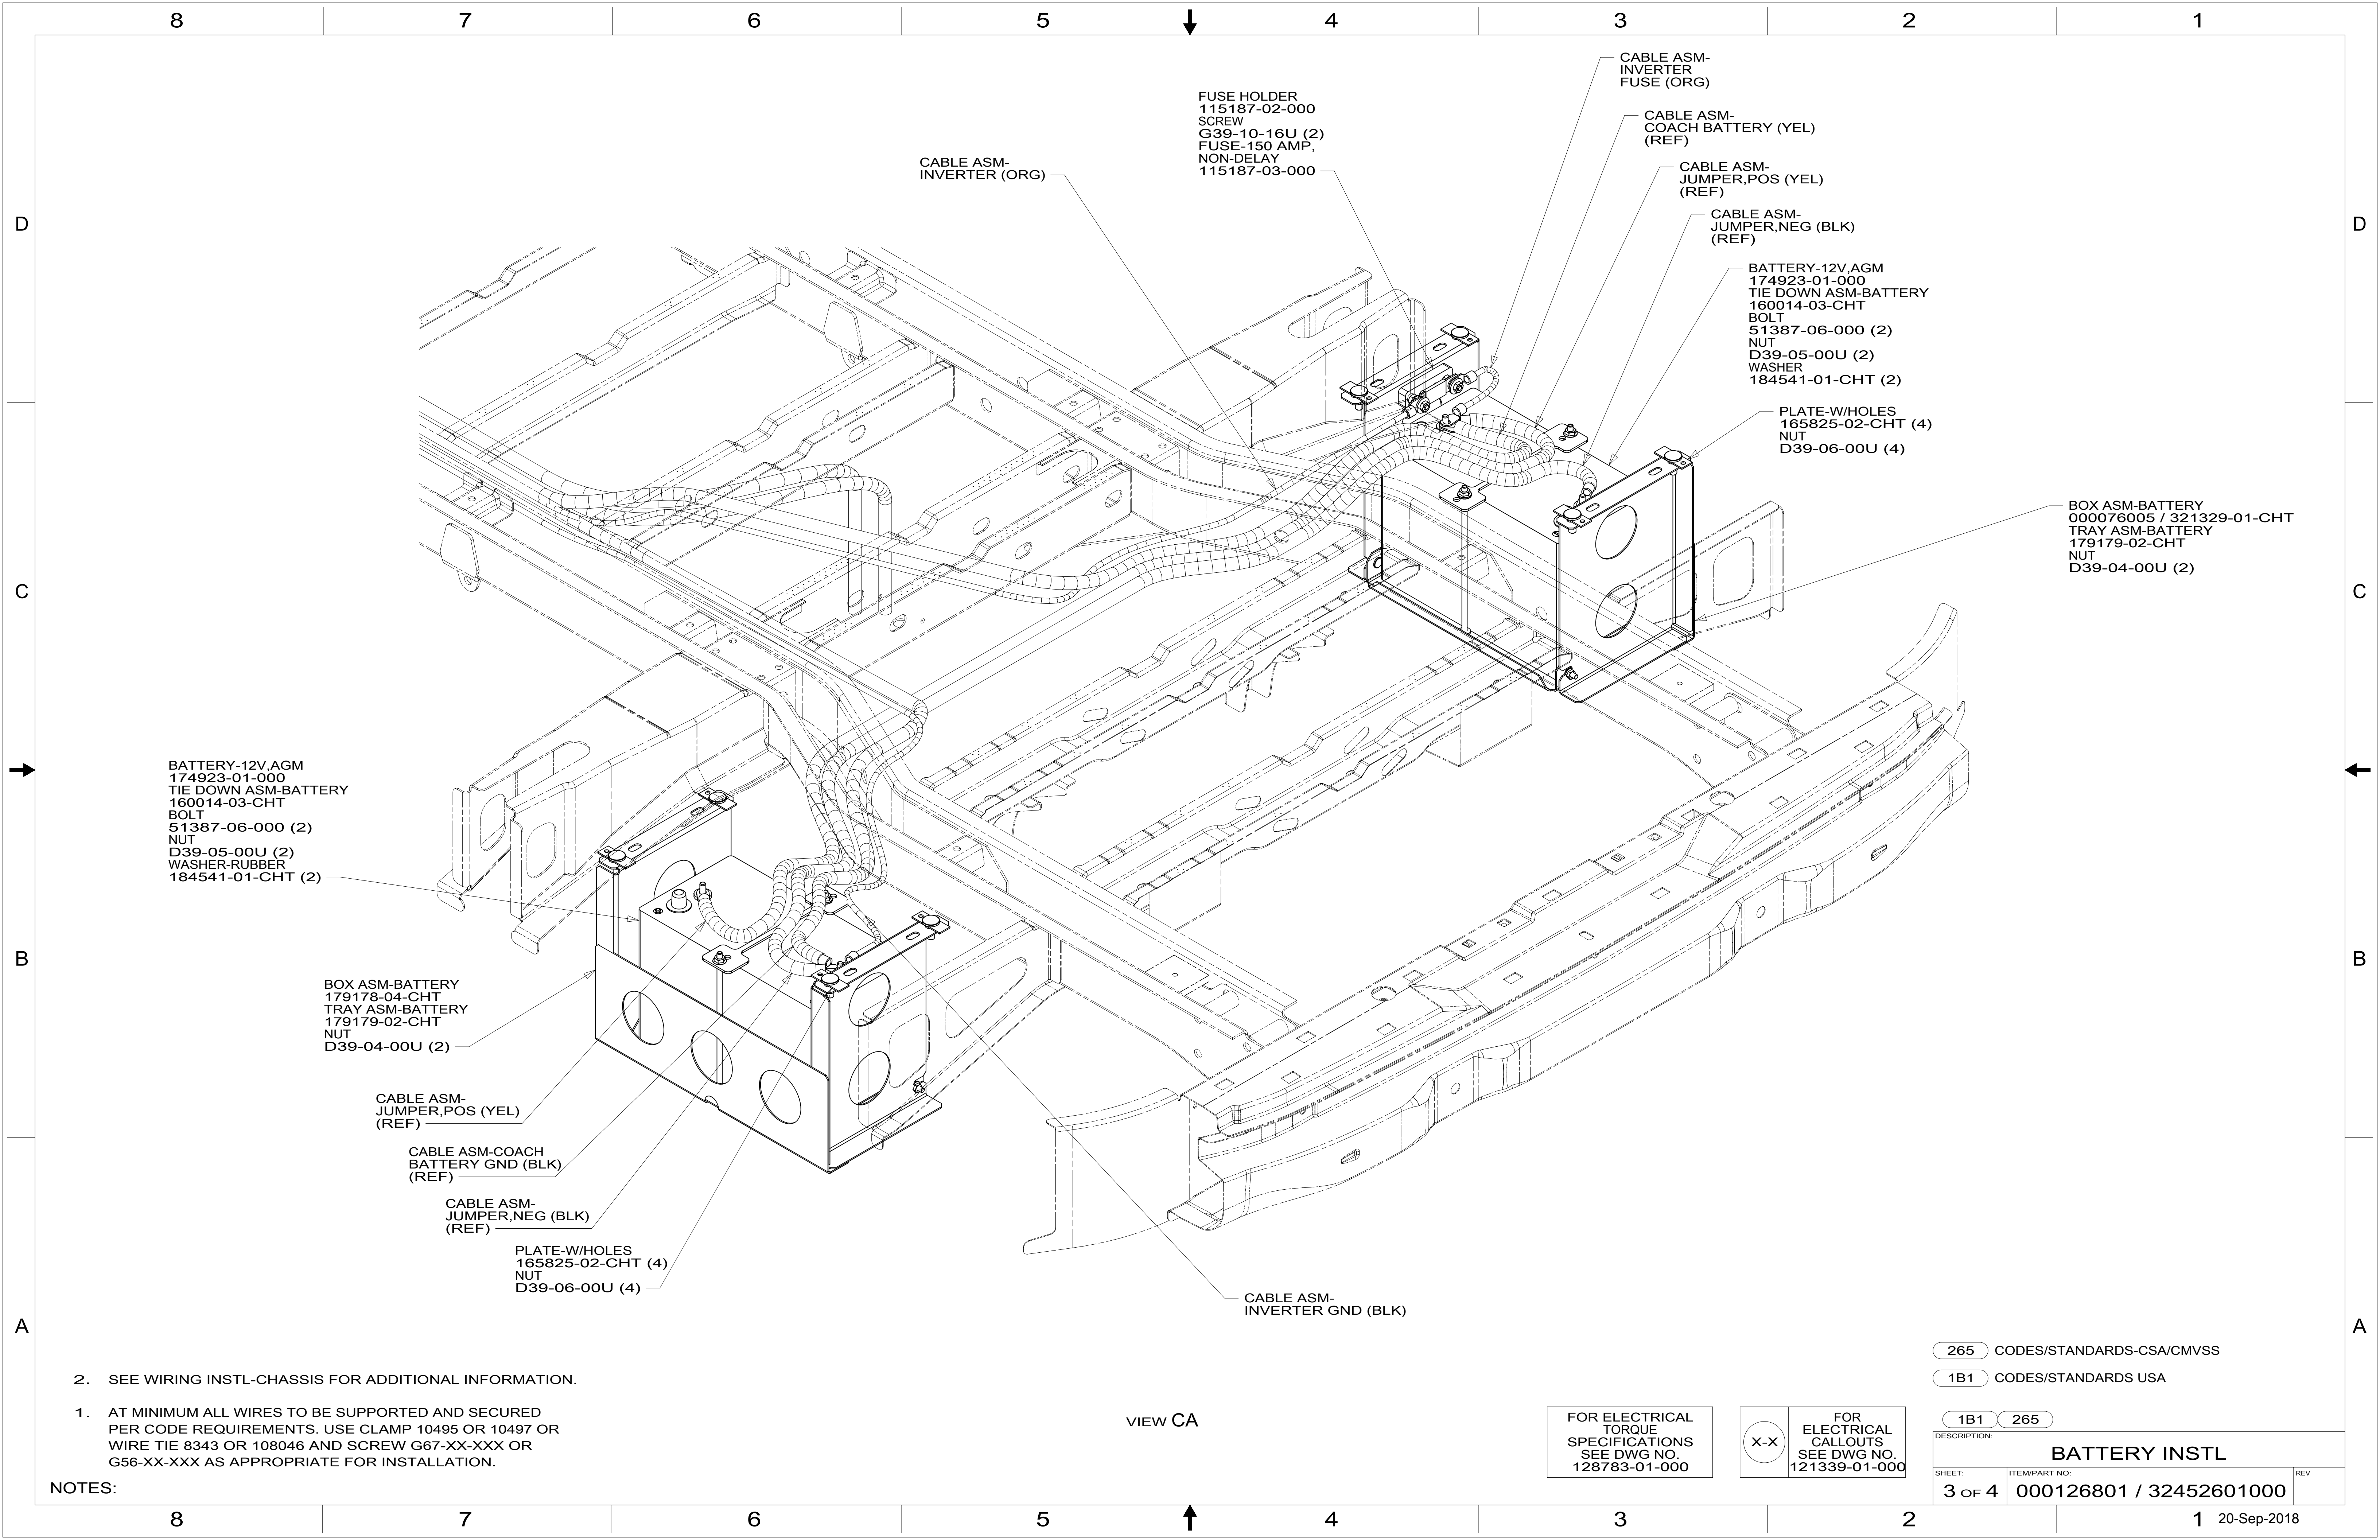 8 7 6 5 4 3 2 1
D
D
C
C
B
B
A
A
CABLE ASM-
INVERTER
FUSE (ORG)
FUSE HOLDER
115187-02-000
SCREW
G39-10-16U (2)
FUSE-150 AMP,
NON-DELAY
115187-03-000
CABLE ASM-
COACH BATTERY (YEL)
(REF)
CABLE ASM-
INVERTER (ORG)
CABLE ASM-
JUMPER,POS (YEL)
(REF)
CABLE ASM-
JUMPER,NEG (BLK)
(REF)
BATTERY-12V,AGM
174923-01-000
TIE DOWN ASM-BATTERY
160014-03-CHT
BOLT
51387-06-000 (2)
NUT
D39-05-00U (2)
WASHER
184541-01-CHT (2)
PLATE-W/HOLES
165825-02-CHT (4)
NUT
D39-06-00U (4)
BOX ASM-BATTERY
000076005 / 321329-01-CHT
TRAY ASM-BATTERY
179179-02-CHT
NUT
D39-04-00U (2)
BATTERY-12V,AGM
174923-01-000
TIE DOWN ASM-BATTERY
160014-03-CHT
BOLT
51387-06-000 (2)
NUT
D39-05-00U (2)
WASHER-RUBBER
184541-01-CHT (2)
BOX ASM-BATTERY
179178-04-CHT
TRAY ASM-BATTERY
179179-02-CHT
NUT
D39-04-00U (2)
CABLE ASM-
JUMPER,POS (YEL)
(REF)
CABLE ASM-COACH
BATTERY GND (BLK)
(REF)
CABLE ASM-
JUMPER,NEG (BLK)
(REF)
PLATE-W/HOLES
165825-02-CHT (4)
NUT
D39-06-00U (4)
CABLE ASM-
INVERTER GND (BLK)
2. SEE WIRING INSTL-CHASSIS FOR ADDITIONAL INFORMATION.
1. AT MINIMUM ALL WIRES TO BE SUPPORTED AND SECURED
PER CODE REQUIREMENTS. USE CLAMP 10495 OR 10497 OR
WIRE TIE 8343 OR 108046 AND SCREW G67-XX-XXX OR
G56-XX-XXX AS APPROPRIATE FOR INSTALLATION.
NOTES:
VIEW CA
FOR ELECTRICAL
TORQUE
SPECIFICATIONS
SEE DWG NO.
128783-01-000
X-X
FOR
ELECTRICAL
CALLOUTS
SEE DWG NO.
121339-01-000
265 CODES/STANDARDS-CSA/CMVSS
1B1 CODES/STANDARDS USA
1B1 265
DESCRIPTION:
BATTERY INSTL
SHEET: ITEM/PART NO: REV
3 OF 4 000126801 / 32452601000
8 7 6 5 4 3 2 1
20-Sep-2018